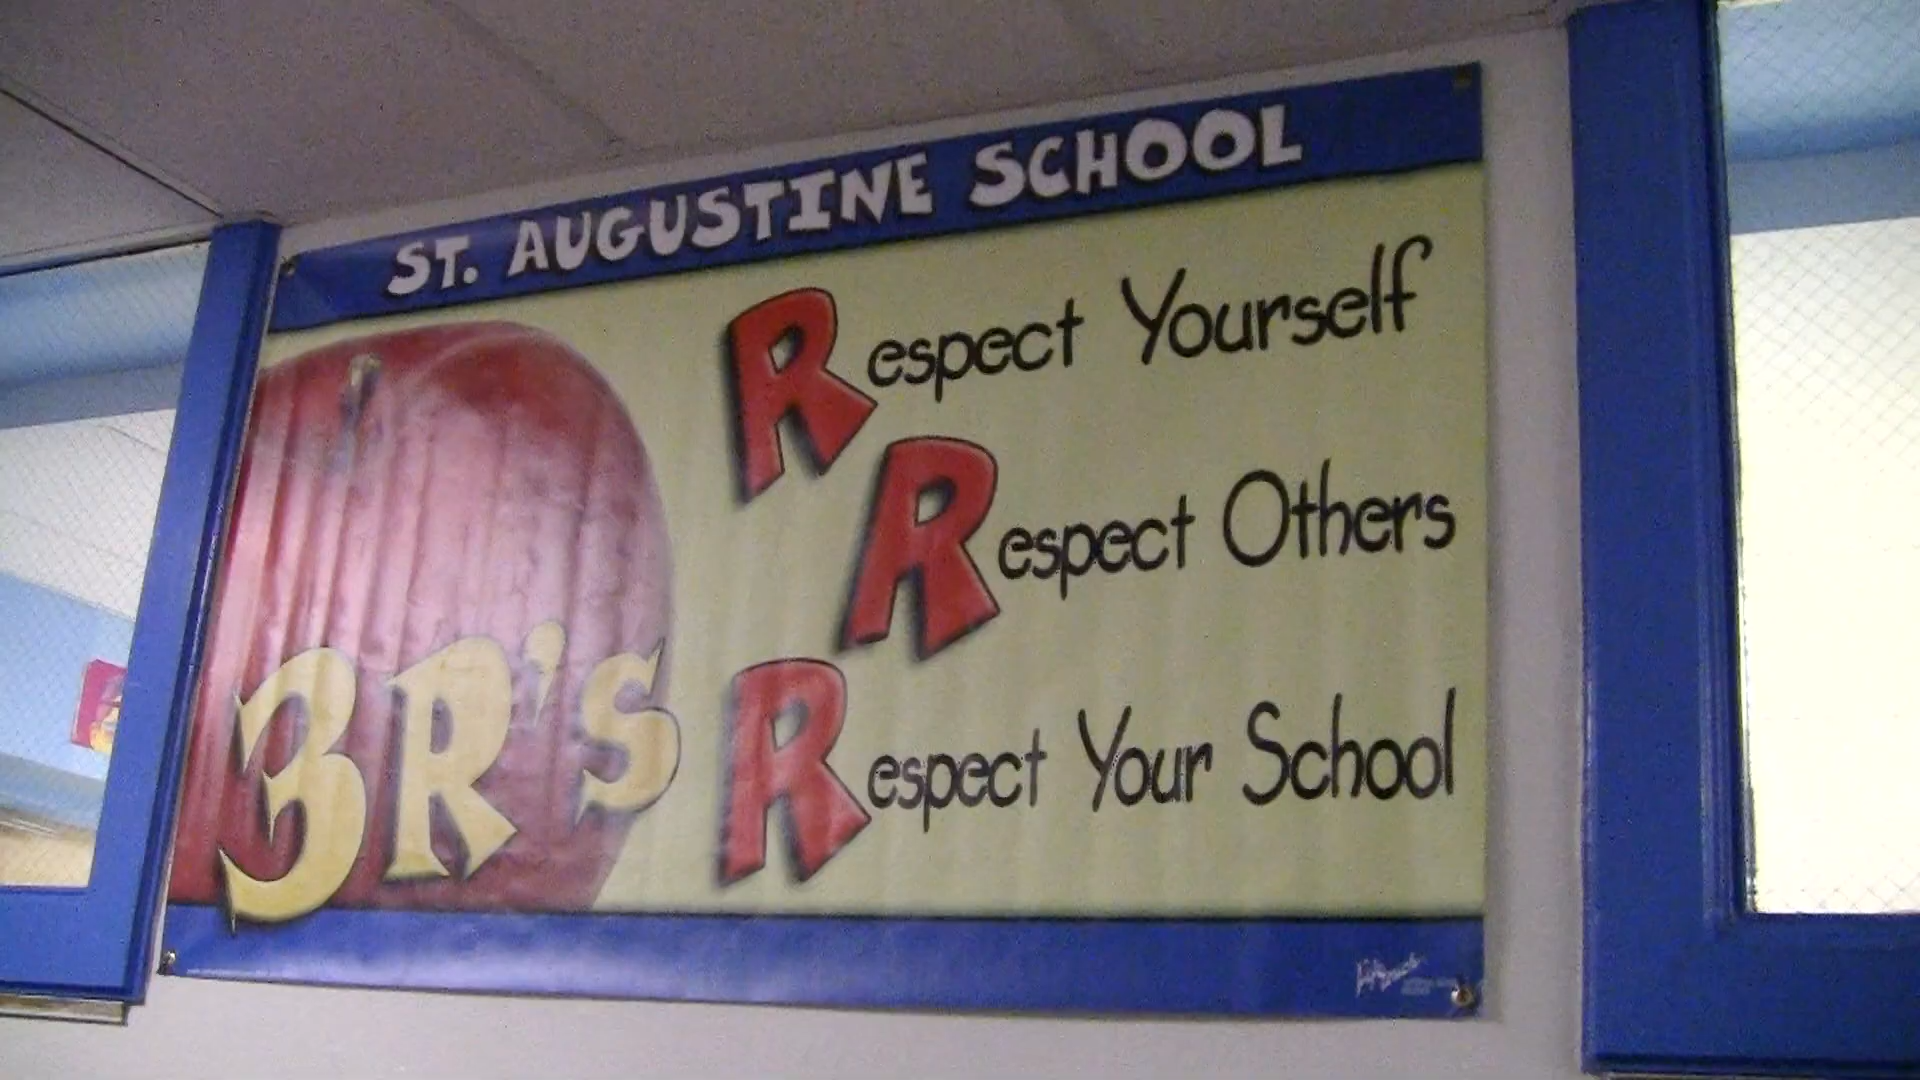 ST. AUGUSTINE SCHOOL
Respect Yourself
Respect Others
3R's
Respect Your School